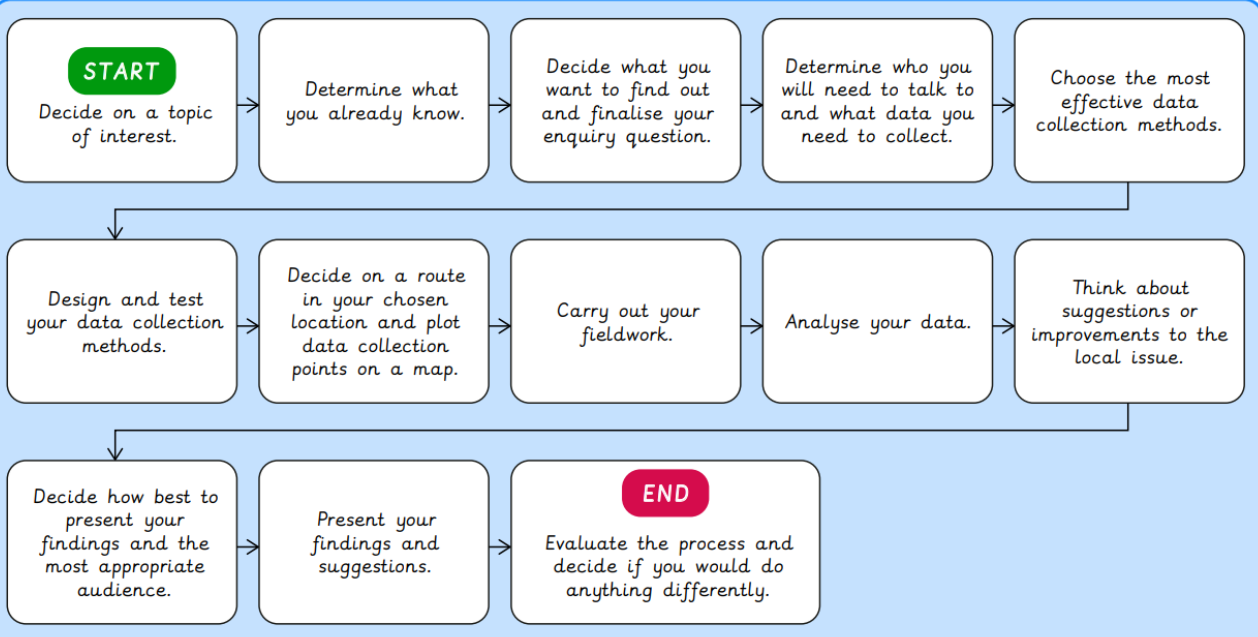 START
Decide on a topic
of interest.
Determine what
you already know.
Decide what you
want to find out
and finalise your
enquiry question.
Determine who you
will need to talk to
and what data you
need to collect.
Choose the most
effective data
collection methods.
Design and test
your data collection
methods.
Decide on a route
in your chosen
location and plot
data collection
points on a map.
Carry out your
fieldwork.
Analyse your data.
Think about
suggestions or
improvements to the
local issue.
Decide how best to
present your
findings and the
most appropriate
audience.
Present your
findings and
suggestions.
END
Evaluate the process and
decide if you would do
anything differently.